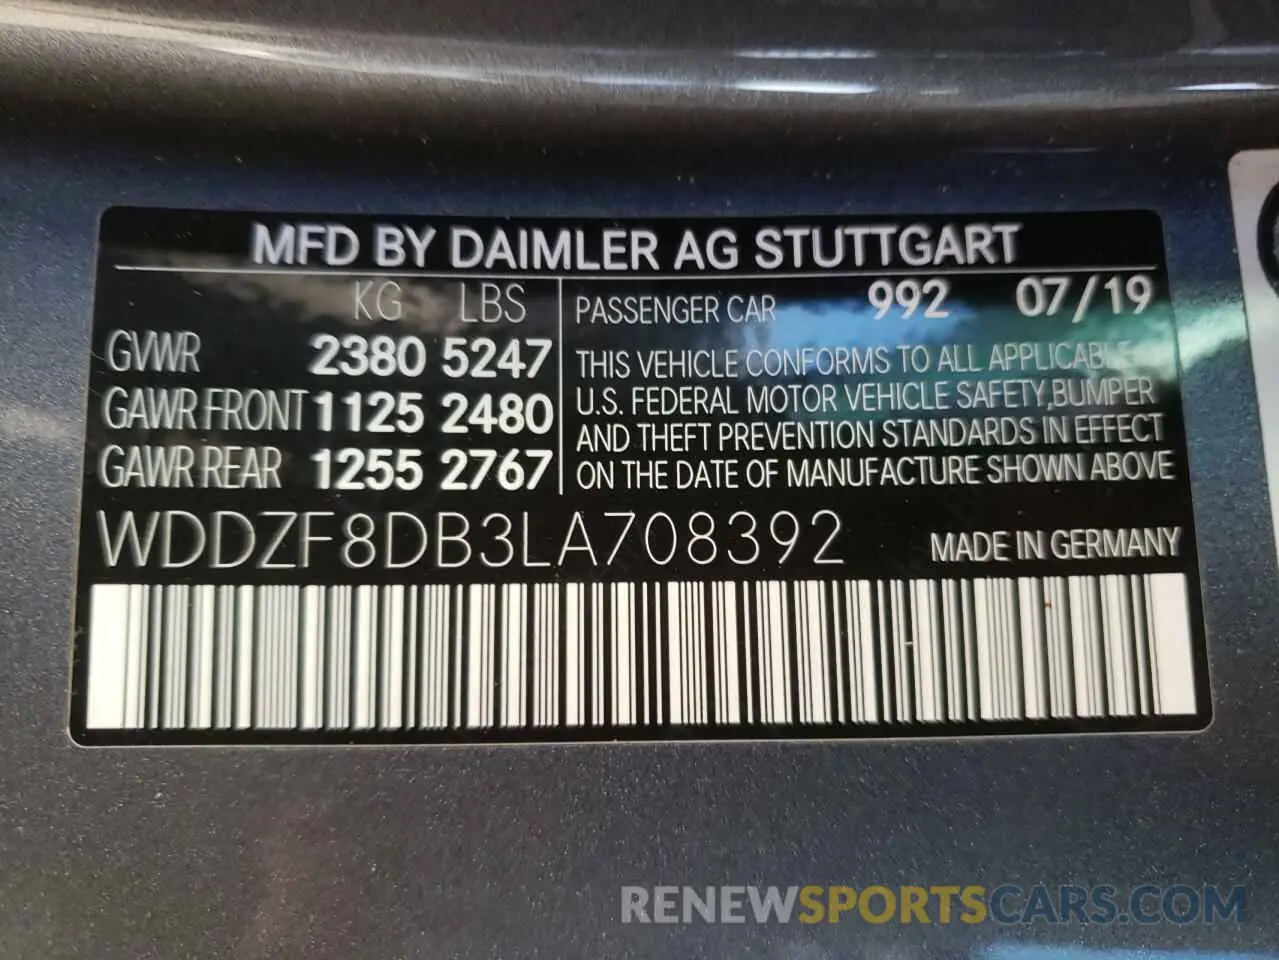 MFD BY DAIMLER AG STUTTGART
KG LBS
GVWR 2380 5247
GAWR FRONT 1125 2480
GAWR REAR 1255 2767
PASSENGER CAR 992 07/19
THIS VEHICLE CONFORMS TO ALL APPLICABLE
U.S. FEDERAL MOTOR VEHICLE SAFETY, BUMPER
AND THEFT PREVENTION STANDARDS IN EFFECT
ON THE DATE OF MANUFACTURE SHOWN ABOVE
WDDZF8DB3LA708392 MADE IN GERMANY
RENEWSPORTSCARS.COM